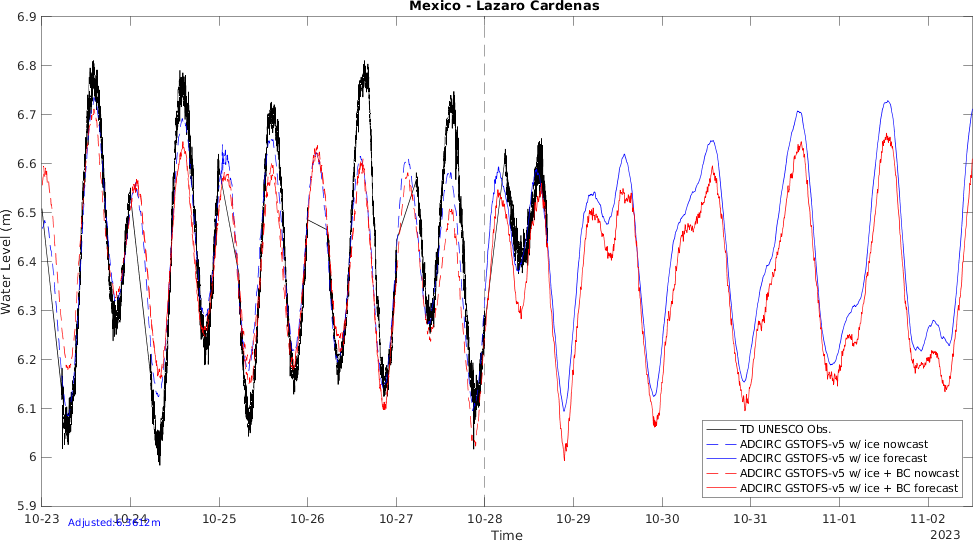 Mexico - Lazaro Cardenas
6.9
6.8
6.7
6.6
6.5
6.4
6.3
6.2
6.1
6
5.9
Water Level (m)
TD UNESCO Obs.
ADCIRC GSTOFS-v5 w/ ice nowcast
ADCIRC GSTOFS-v5 w/ ice forecast
ADCIRC GSTOFS-v5 w/ ice + BC nowcast
ADCIRC GSTOFS-v5 w/ ice + BC forecast
10-23 10-24 10-25 10-26 10-27 10-28 10-29 10-30 10-31 11-01 11-02
Adjusted:6.3612m
Time
2023